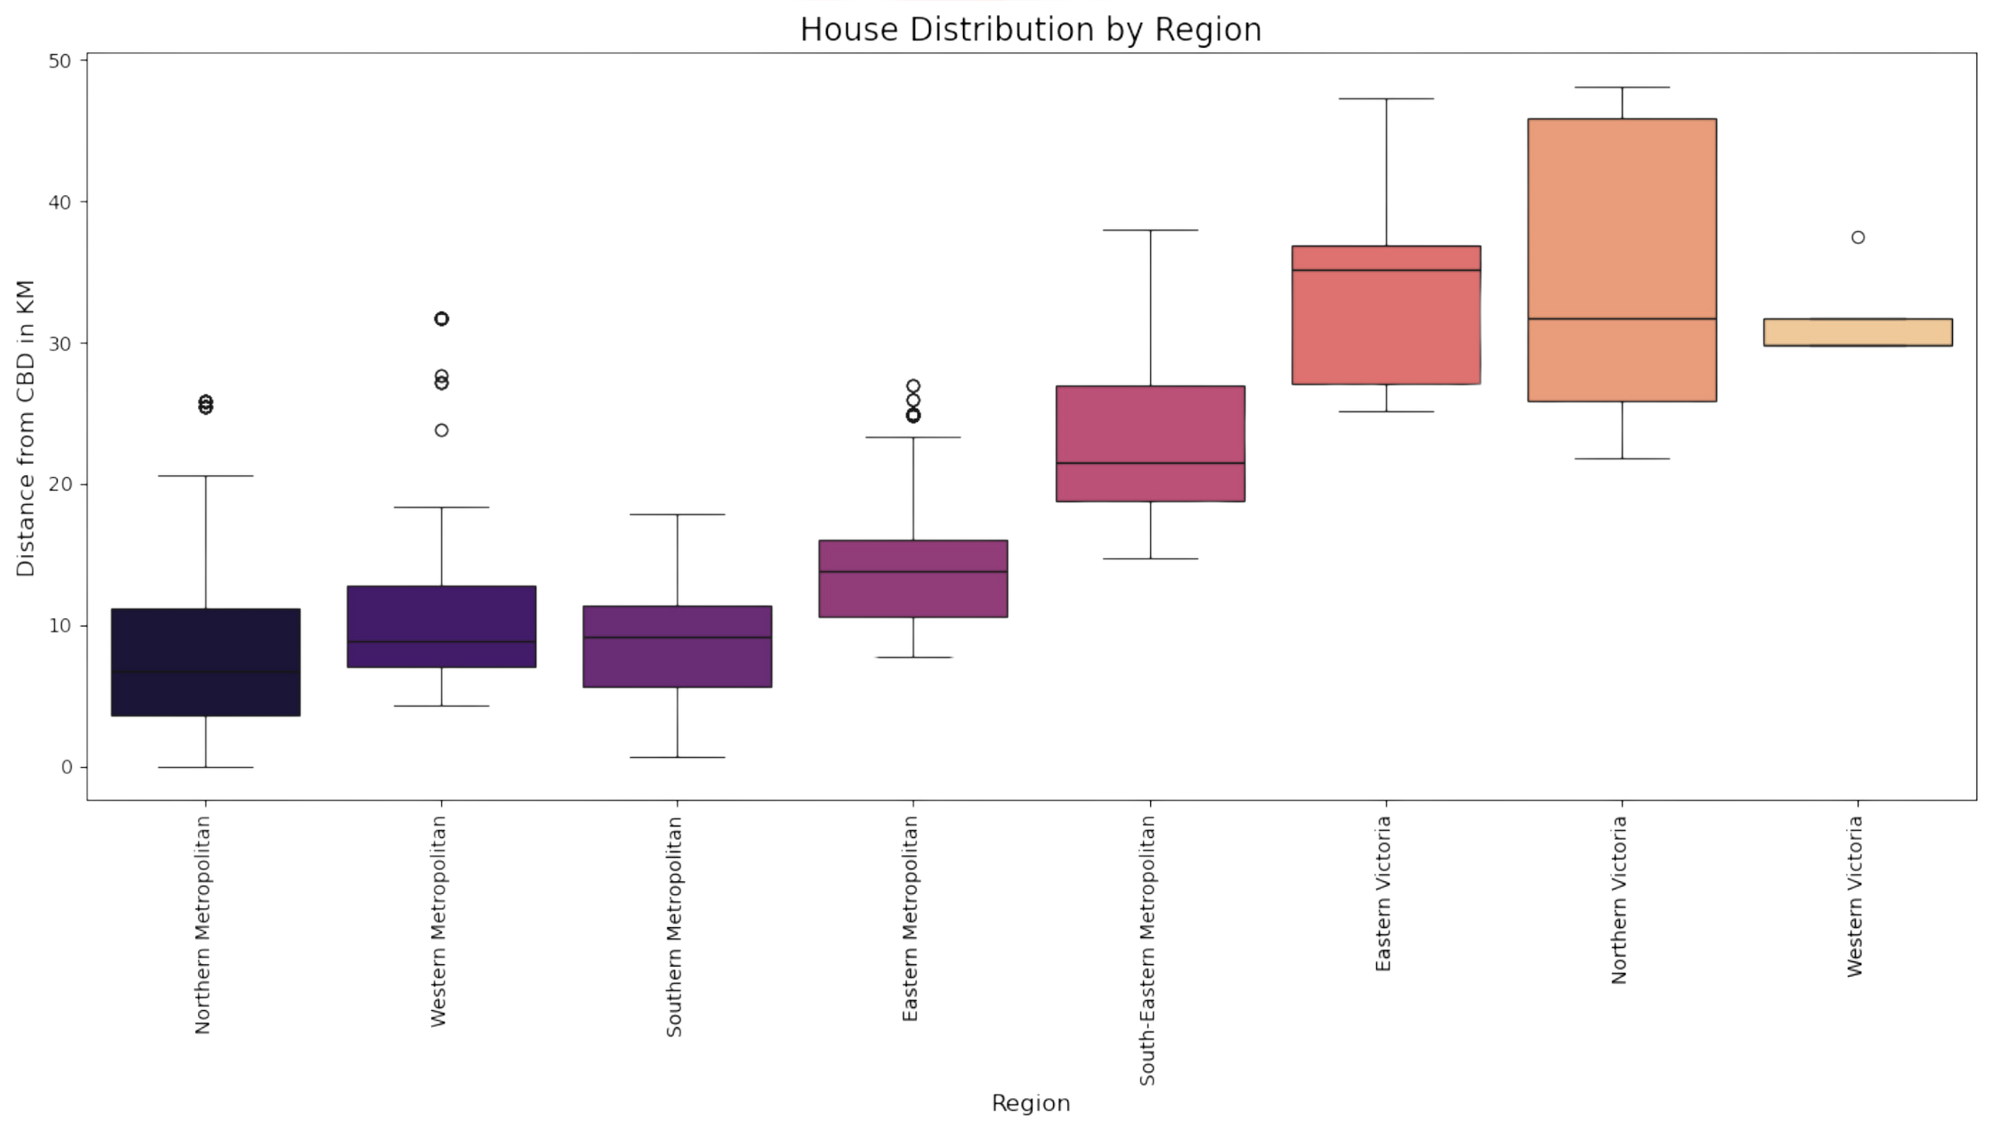 House Distribution by Region
Distance from CBD in KM
50
40
30
20
10
0
Northern Metropolitan
Western Metropolitan
Southern Metropolitan
Eastern Metropolitan
South-Eastern Metropolitan
Eastern Victoria
Northern Victoria
Western Victoria
Region